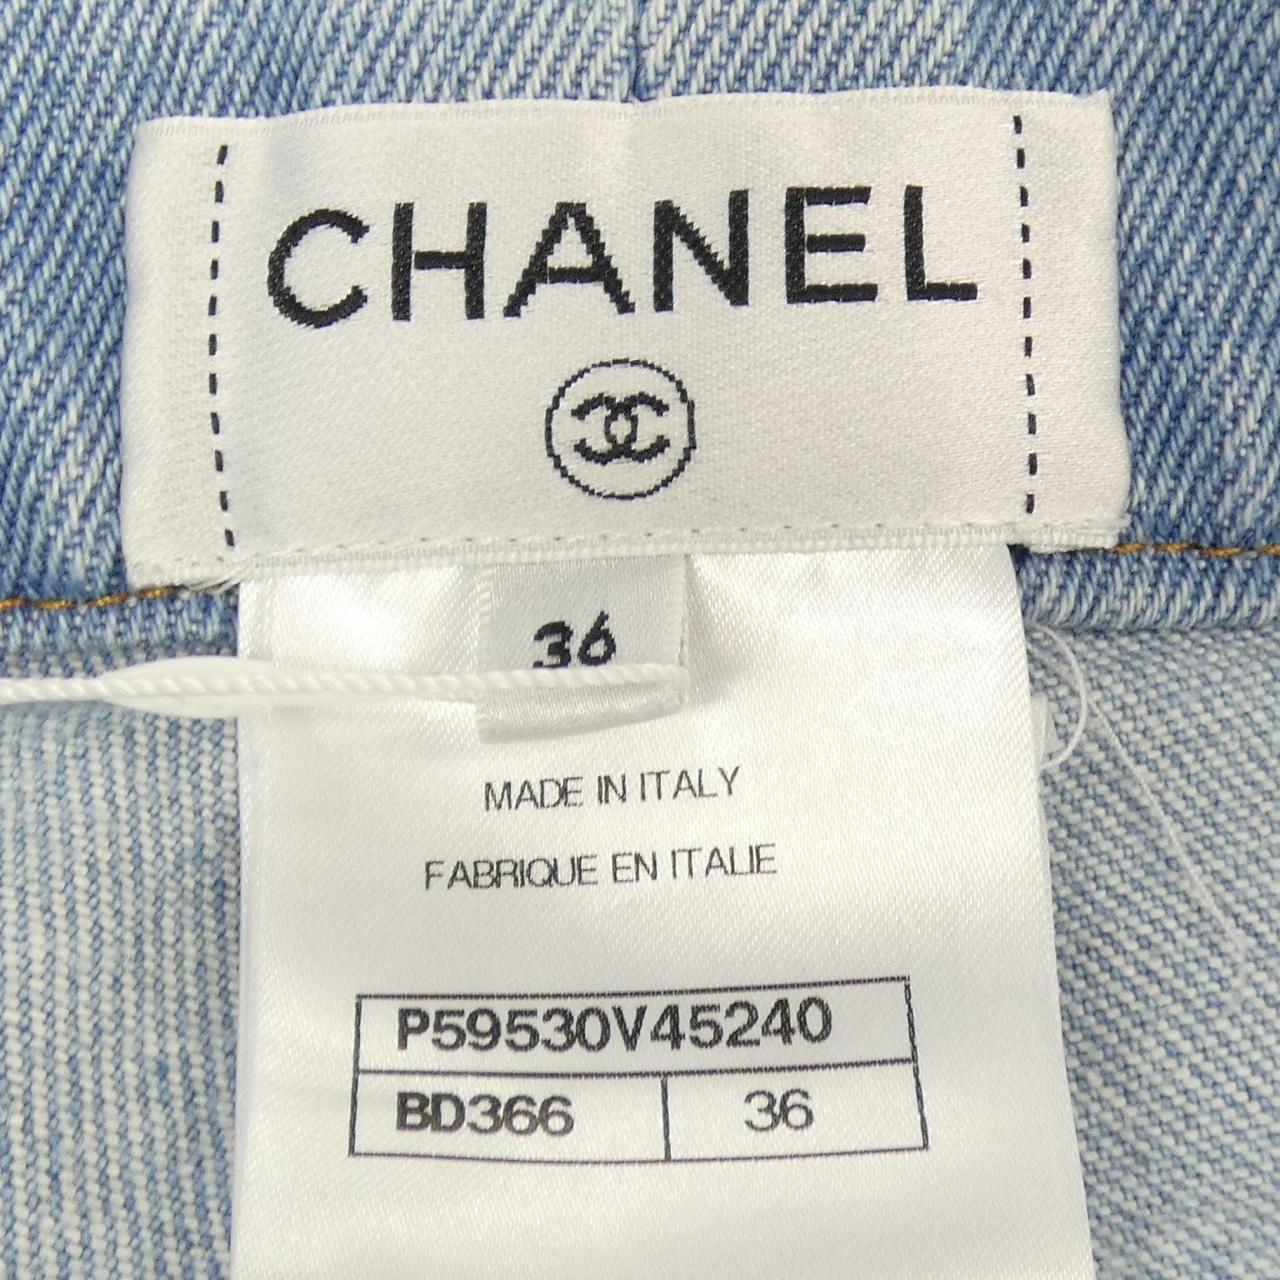 CHANEL
36
MADE IN ITALY
FABRIQUE EN ITALIE
P59530V45240
BD366 36